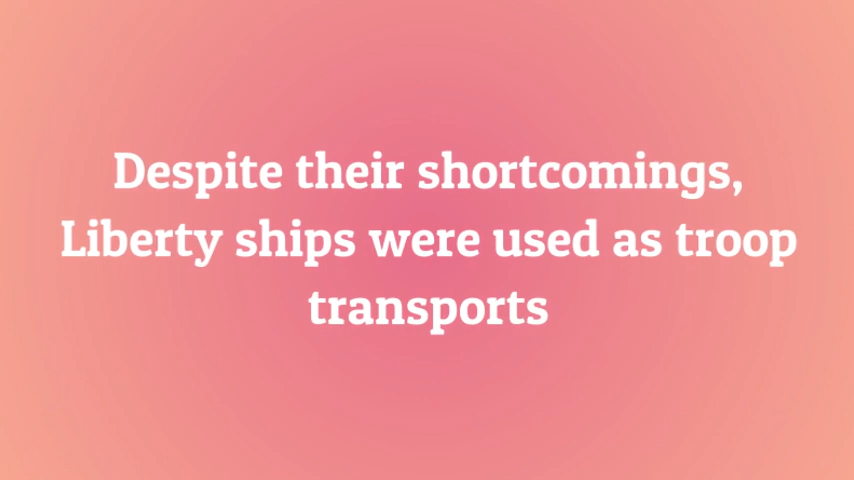 Despite their shortcomings,
Liberty ships were used as troop
transports